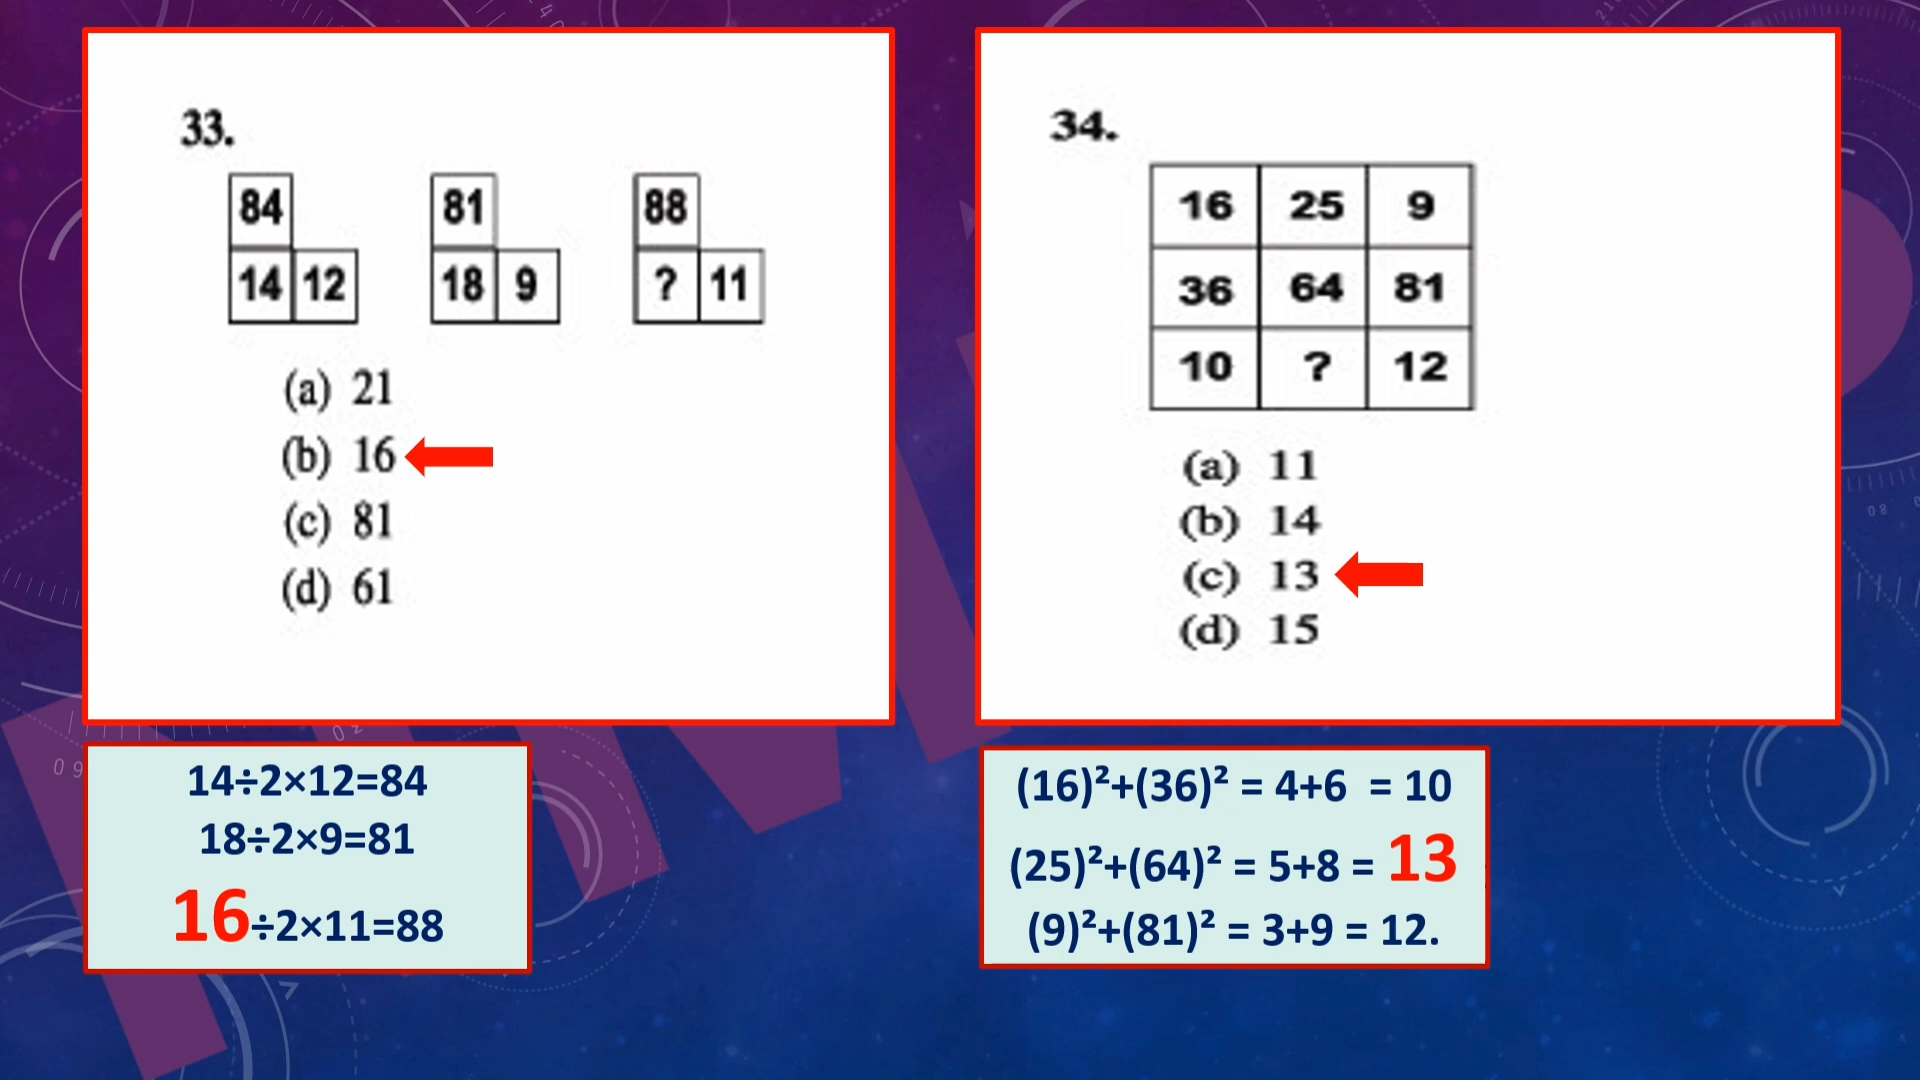 33.
84
14 12
81
18 9
88
? 11
(a) 21
(b) 16
(c) 81
(d) 61
14÷2×12=84
18÷2×9=81
16÷2×11=88
34.
16 25 9
36 64 81
10 ? 12
(a) 11
(b) 14
(c) 13
(d) 15
(16)²+(36)² = 4+6 = 10
(25)²+(64)² = 5+8 = 13
(9)²+(81)² = 3+9 = 12.